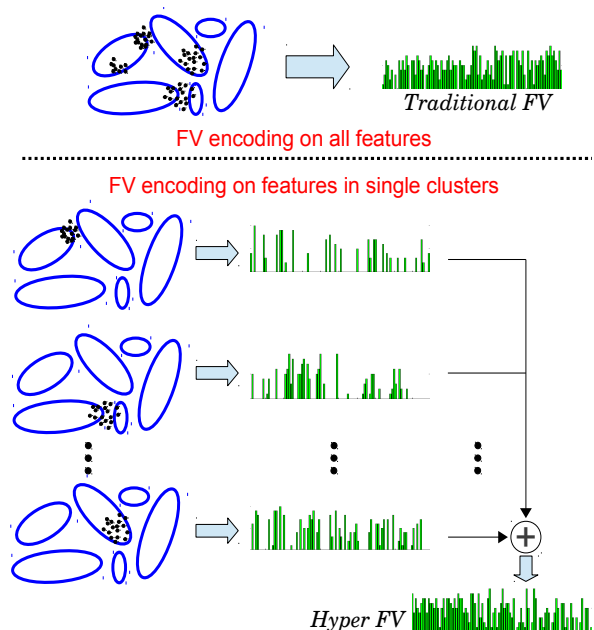 Traditional FV
FV encoding on all features
FV encoding on features in single clusters
Hyper FV